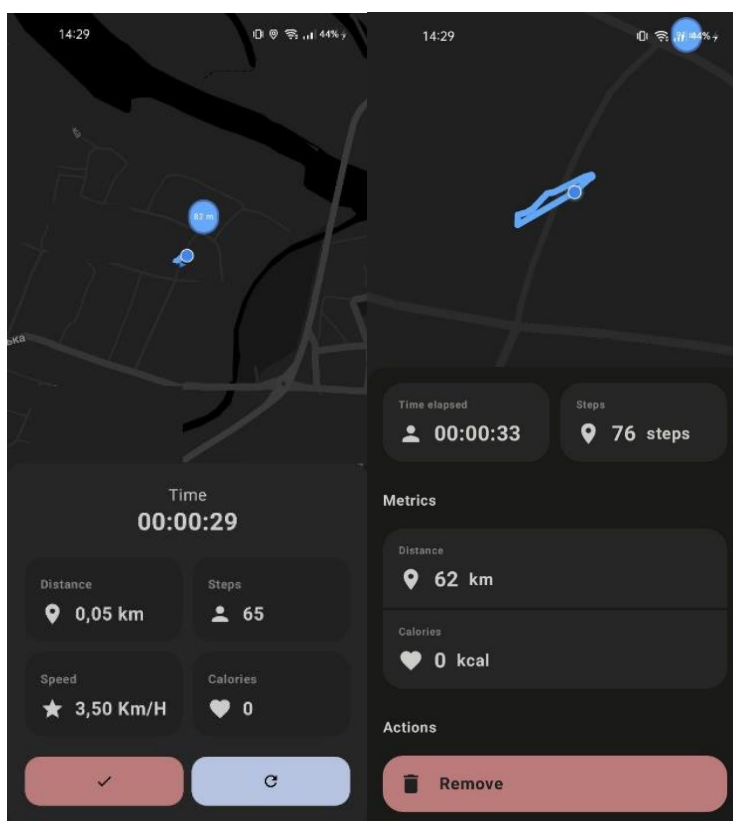 14:29
44%
82 m
ька
Time
00:00:29
Distance
0,05 km
Steps
65
Speed
3,50 Km/H
Calories
0
14:29
Time elapsed
00:00:33
Steps
76 steps
Metrics
Distance
62 km
Calories
0 kcal
Actions
Remove